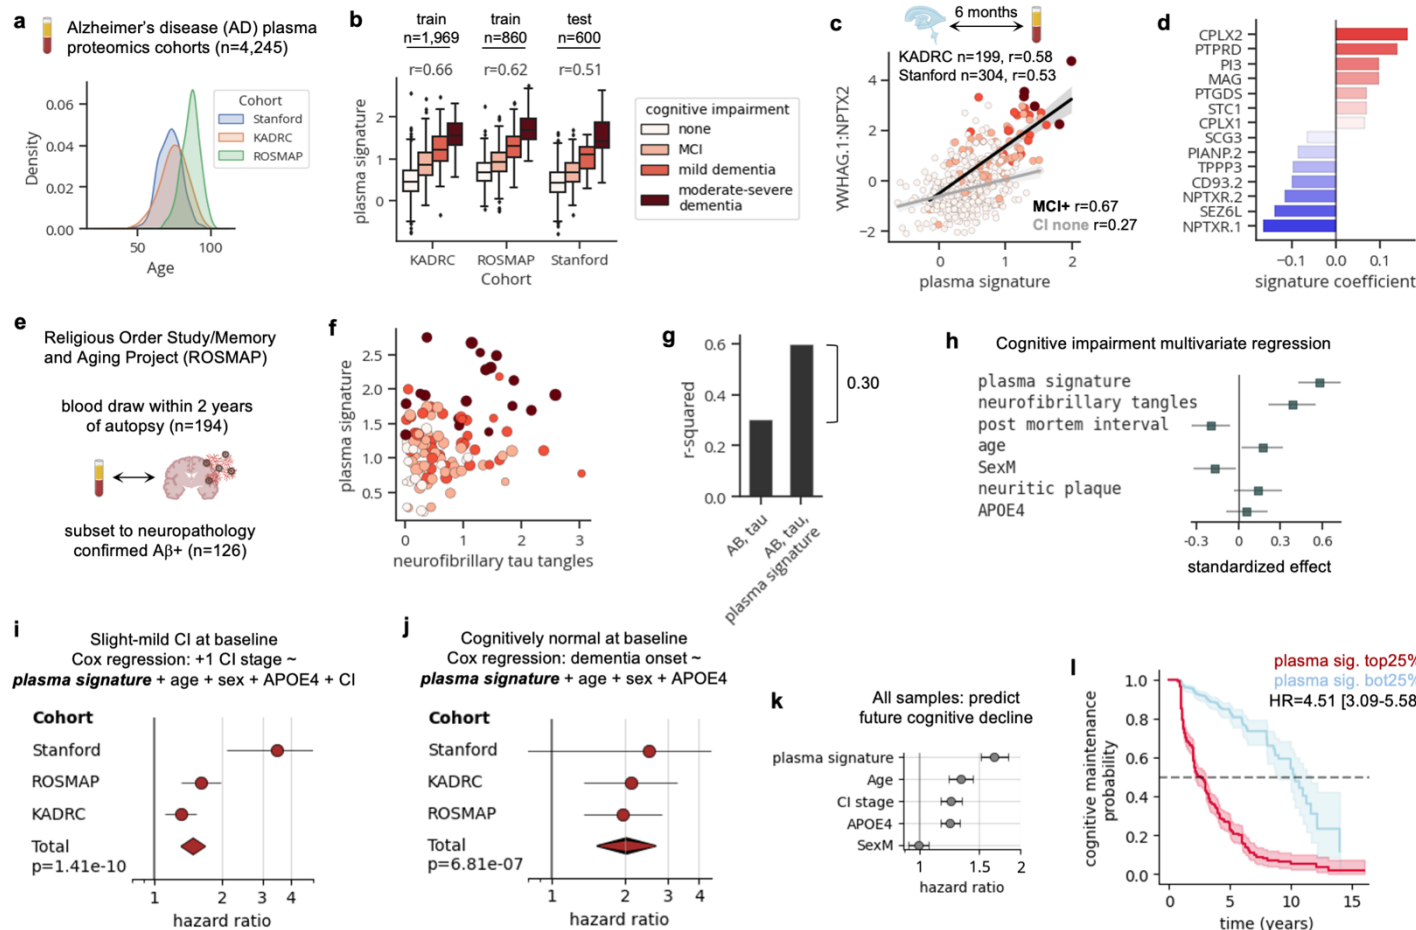 a
Alzheimer's disease (AD) plasma
proteomics cohorts (n=4,245)
Density
0.06
0.04
0.02
0.00
50
100
Age
Cohort
Stanford
KADRC
ROSMAP
b
train
n=1,969
train
n=860
test
n=600
r=0.66
r=0.62
r=0.51
plasma signature
2
1
0
KADRC
ROSMAP
Stanford
Cohort
cognitive impairment
none
MCI
mild dementia
moderate-severe
dementia
c
6 months
KADRC n=199, r=0.58
Stanford n=304, r=0.53
YWHAG.1:NPTX2
4
2
0
−2
MCI+ r=0.67
CI none r=0.27
0
1
2
plasma signature
d
CPLX2
PTPRD
PI3
MAG
PTGDS
STC1
CPLX1
SCG3
PIANP.2
TPPP3
CD93.2
NPTXR.2
SEZ6L
NPTXR.1
−0.1
0.0
0.1
signature coefficient
e
Religious Order Study/Memory
and Aging Project (ROSMAP)
blood draw within 2 years
of autopsy (n=194)
subset to neuropathology
confirmed Aβ+ (n=126)
f
plasma signature
2.5
2.0
1.5
1.0
0.5
0
1
2
3
neurofibrillary tau tangles
g
r-squared
0.6
0.4
0.2
0.0
0.30
AB, tau
AB, tau,
plasma signature
h
Cognitive impairment multivariate regression
plasma signature
neurofibrillary tangles
post mortem interval
age
SexM
neuritic plaque
APOE4
-0.3
0
0.3
0.6
standardized effect
i
Slight-mild CI at baseline
Cox regression: +1 CI stage ~
plasma signature + age + sex + APOE4 + CI
Cohort
Stanford
ROSMAP
KADRC
Total
p=1.41e-10
1
2
3
4
hazard ratio
j
Cognitively normal at baseline
Cox regression: dementia onset ~
plasma signature + age + sex + APOE4
Cohort
Stanford
KADRC
ROSMAP
Total
p=6.81e-07
1
2
3
4
hazard ratio
k
All samples: predict
future cognitive decline
plasma signature
Age
CI stage
APOE4
SexM
1
1.5
2
hazard ratio
l
plasma sig. top25%
plasma sig. bot25%
HR=4.51 [3.09-5.58
cognitive maintenance
probability
1.0
0.8
0.6
0.4
0.2
0.0
0
5
10
15
time (years)